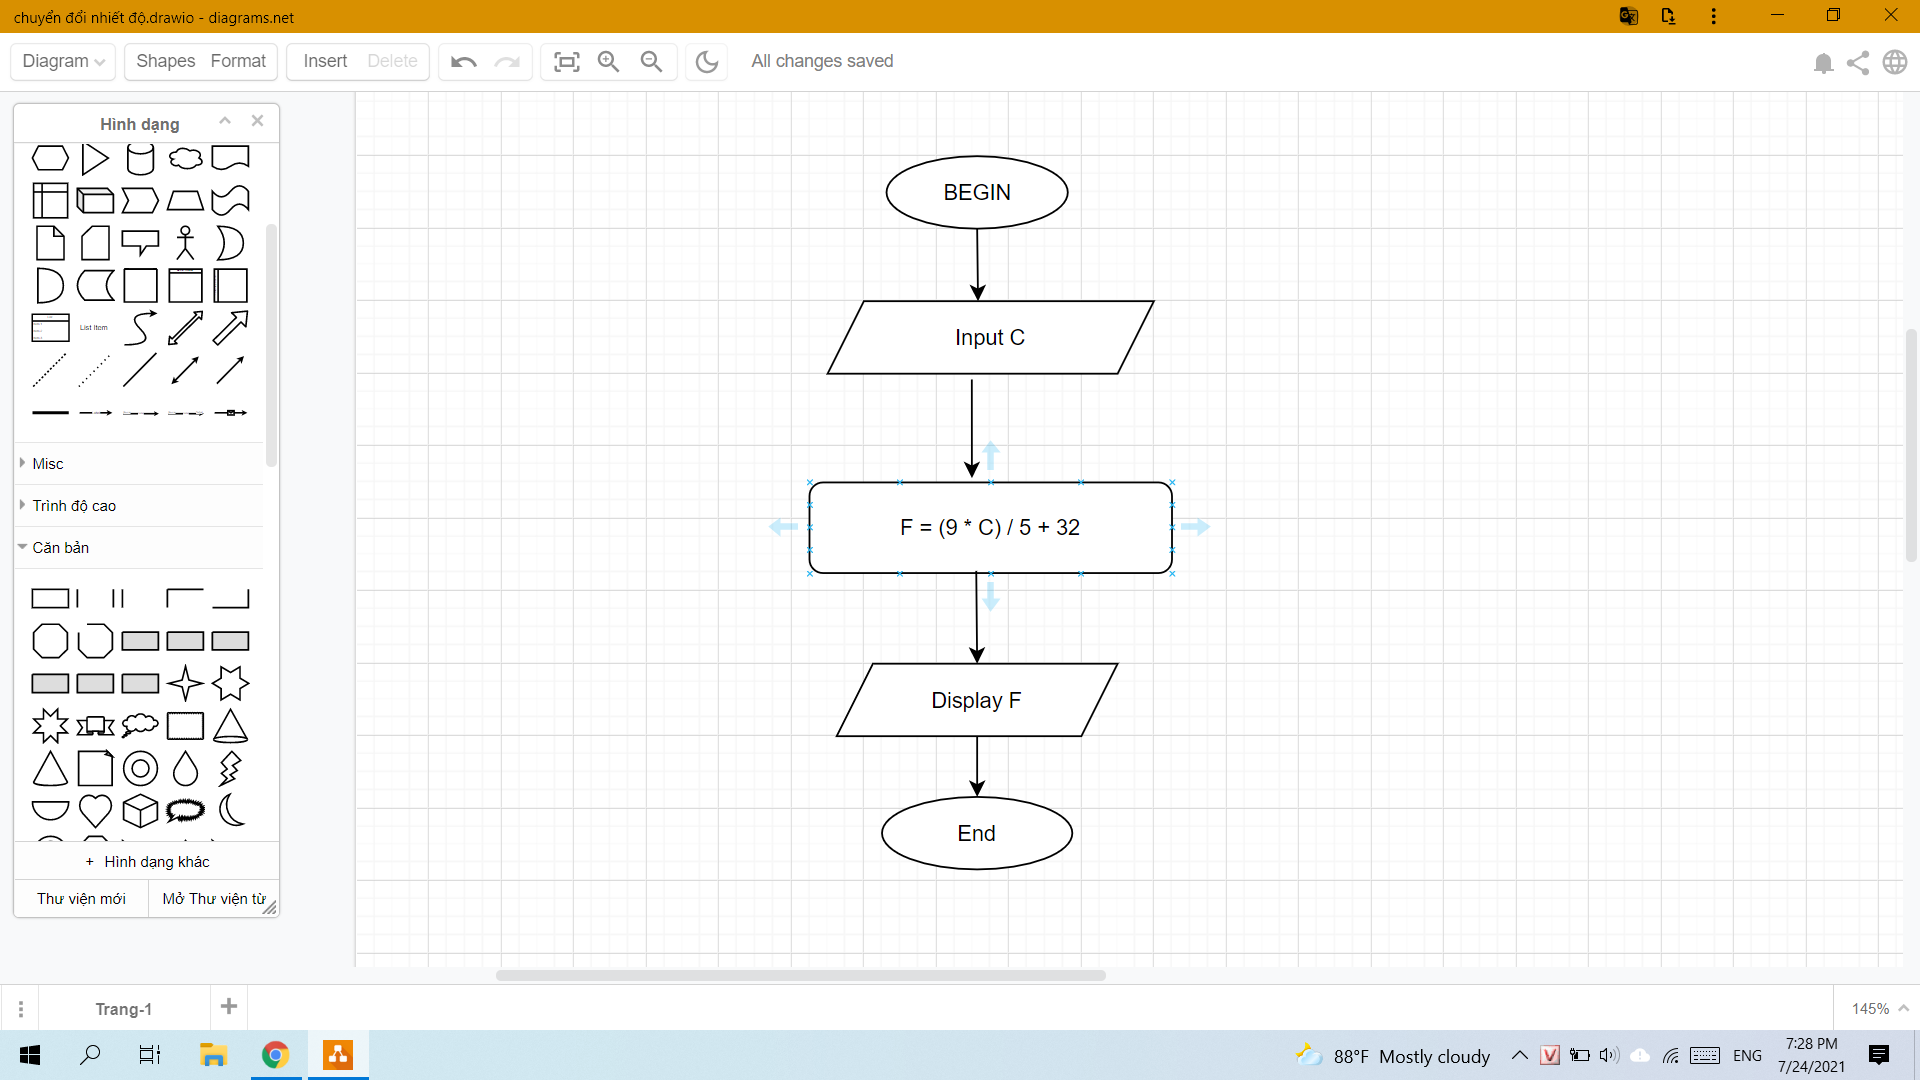 chuyển đổi nhiết độ.drawio - diagrams.net
Diagram Shapes Format Insert Delete All changes saved
Hình dạng
List Item
Misc
Trình độ cao
Căn bản
+ Hình dạng khác
Thư viện mới Mở Thư viện từ
BEGIN
Input C
F = (9 * C) / 5 + 32
Display F
End
Trang-1
145%
88°F Mostly cloudy
ENG
7:28 PM
7/24/2021